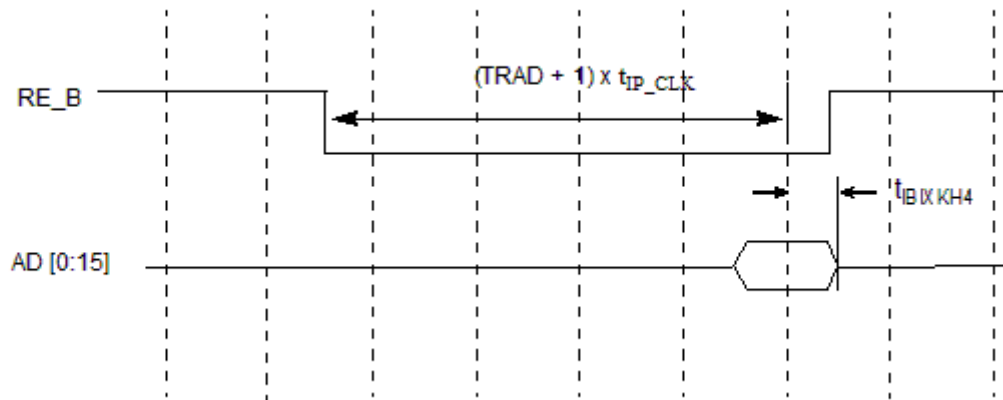 (TRAD + 1) x tIP_CLK
RE_B
tIBIXKH4
AD [0:15]